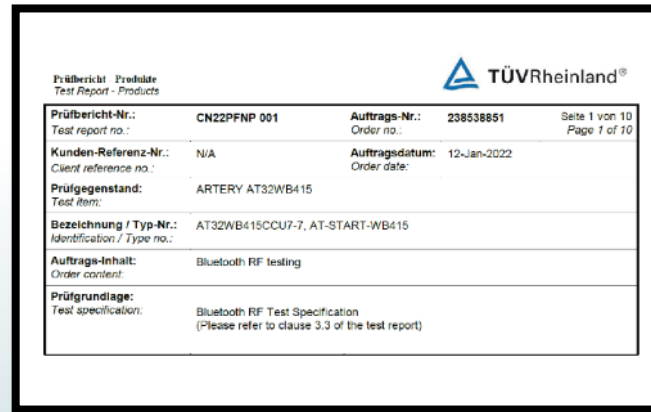 Prüfbericht Produkte
Test Report - Products
TÜVRheinland®
Prüfbericht-Nr.: CN22PFNP 001 Auftrags-Nr.: 238538851 Seite 1 von 10
Test report no.: Order no.: Page 1 of 10
Kunden-Referenz-Nr.: N/A Auftragsdatum: 12-Jan-2022
Client reference no.: Order date:
Prüfgegenstand: ARTERY AT32WB415
Test item:
Bezeichnung / Typ-Nr.: AT32WB415CCU7-7, AT-START-WB415
Identification / Type no.:
Auftrags-Inhalt: Bluetooth RF testing
Order content:
Prüfgrundlage:
Test specification: Bluetooth RF Test Specification
(Please refer to clause 3.3 of the test report)